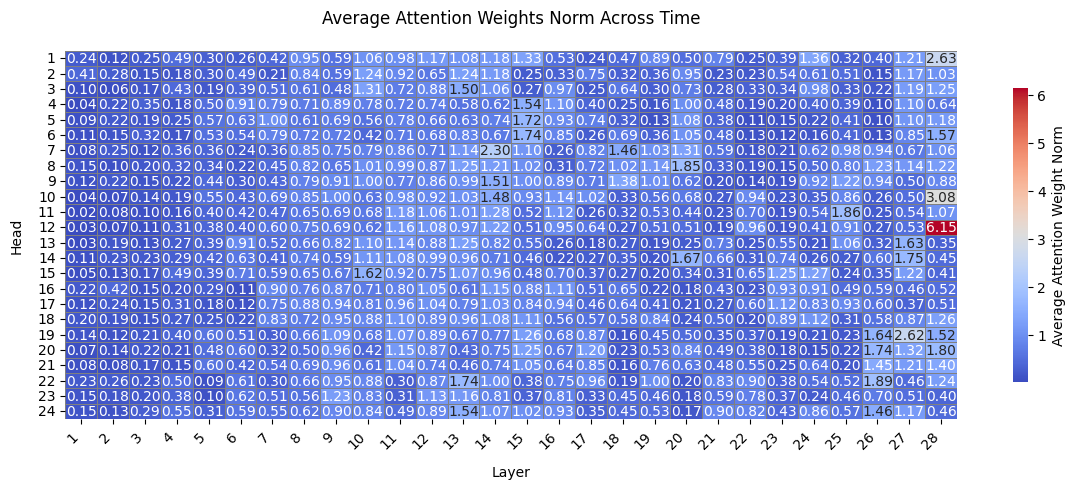 Average Attention Weights Norm Across Time
1 0.24 0.12 0.25 0.49 0.30 0.26 0.42 0.95 0.59 1.06 0.98 1.17 1.08 1.18 1.33 0.53 0.24 0.47 0.89 0.50 0.79 0.25 0.39 1.36 0.32 0.40 1.21 2.63
2 0.41 0.28 0.15 0.18 0.30 0.49 0.21 0.84 0.59 1.24 0.92 0.65 1.24 1.18 0.25 0.33 0.75 0.32 0.36 0.95 0.23 0.23 0.54 0.61 0.51 0.15 1.17 1.03
3 0.10 0.06 0.17 0.43 0.19 0.39 0.51 0.61 0.48 1.31 0.72 0.88 1.50 1.06 0.27 0.98 0.97 0.25 0.64 0.30 0.73 0.28 0.33 0.34 0.98 0.33 0.22 1.19 1.25
4 0.04 0.22 0.35 0.18 0.50 0.91 0.79 0.71 0.89 0.78 0.72 0.74 0.58 0.62 1.54 1.10 0.40 0.25 0.16 1.00 0.48 0.19 0.20 0.40 0.39 0.10 1.10 0.64
5 0.09 0.22 0.19 0.25 0.57 0.63 1.00 0.61 0.69 0.56 0.78 0.66 0.63 0.74 1.72 0.93 0.74 0.32 0.13 1.08 0.38 0.11 0.15 0.22 0.41 0.10 1.10 1.18
6 0.11 0.15 0.32 0.17 0.53 0.54 0.79 0.72 0.72 0.42 0.71 0.68 0.83 0.67 1.74 0.85 0.26 0.69 0.36 1.05 0.48 0.13 0.12 0.16 0.41 0.13 0.85 1.57
7 0.08 0.25 0.12 0.36 0.36 0.24 0.36 0.85 0.75 0.79 0.86 0.71 1.14 2.30 1.10 0.26 0.82 1.46 1.03 1.31 0.59 0.18 0.21 0.62 0.98 0.94 0.67 1.06
8 0.15 0.10 0.20 0.32 0.34 0.22 0.45 0.82 0.65 1.01 0.99 0.87 1.25 1.21 1.02 0.31 0.72 1.02 1.14 1.85 0.33 0.19 0.15 0.50 0.80 1.23 1.14 1.22
9 0.12 0.22 0.15 0.22 0.44 0.30 0.43 0.79 0.91 1.00 0.77 0.86 0.99 1.51 1.00 0.89 0.71 1.38 1.01 0.62 0.20 0.14 0.19 0.92 1.22 0.94 0.50 0.88
10 0.04 0.07 0.14 0.19 0.55 0.43 0.69 0.85 1.00 0.63 0.98 0.92 1.03 1.48 0.93 1.14 1.02 0.33 0.56 0.68 0.27 0.94 0.23 0.35 0.86 0.26 0.50 3.08
11 0.02 0.08 0.10 0.16 0.40 0.42 0.47 0.65 0.69 0.68 1.18 1.06 1.01 1.28 0.52 1.12 0.26 0.32 0.53 0.44 0.23 0.70 0.19 0.54 1.86 0.25 0.54 1.07
12 0.03 0.04 0.11 0.31 0.38 0.40 0.60 0.69 0.62 1.16 1.08 0.97 1.22 0.51 0.95 0.64 0.27 0.51 0.51 0.19 0.96 0.19 0.41 0.91 0.27 0.53 6.15
13 0.03 0.19 0.13 0.27 0.39 0.91 0.52 0.66 0.82 1.10 1.14 0.88 1.25 0.82 0.55 0.26 0.18 0.27 0.19 0.25 0.73 0.23 0.55 0.21 1.06 0.32 1.63 0.35
14 0.11 0.23 0.23 0.29 0.42 0.63 0.41 0.74 0.59 1.11 1.08 0.99 0.96 0.71 0.46 0.22 0.27 0.35 0.20 1.67 0.66 0.31 0.74 0.26 0.27 0.60 1.75 0.45
15 0.05 0.13 0.17 0.49 0.39 0.71 0.59 0.65 0.67 1.62 0.92 0.75 1.07 0.96 0.48 0.70 0.37 0.27 0.20 0.34 0.31 0.65 1.25 1.27 0.24 0.35 1.22 0.41
16 0.22 0.42 0.15 0.20 0.29 0.11 0.90 0.76 0.87 0.71 0.80 1.05 0.61 1.15 0.88 1.11 0.51 0.65 0.22 0.18 0.43 0.23 0.93 0.91 0.49 0.59 0.46 0.52
17 0.12 0.24 0.15 0.31 0.18 0.12 0.75 0.88 0.94 0.81 0.96 1.04 0.79 1.03 0.84 0.94 0.46 0.64 0.41 0.21 0.27 0.60 1.12 0.83 0.93 0.60 0.37 0.51
18 0.20 0.19 0.15 0.27 0.25 0.22 0.83 0.72 0.95 0.88 1.10 0.89 0.96 1.08 1.11 0.56 0.57 0.58 0.84 0.24 0.50 0.20 0.89 1.12 0.31 0.58 0.87 1.26
19 0.14 0.12 0.21 0.40 0.60 0.51 0.30 0.66 1.09 0.68 1.07 0.89 0.67 0.77 1.26 0.68 0.87 0.16 0.45 0.50 0.35 0.37 0.19 0.21 0.23 1.64 2.62 1.52
20 0.07 0.14 0.22 0.21 0.48 0.60 0.32 0.50 0.96 0.42 1.15 0.87 0.43 0.75 1.25 0.67 1.20 0.23 0.53 0.84 0.49 0.38 0.18 0.15 0.22 1.74 1.32 1.80
21 0.08 0.08 0.17 0.15 0.60 0.42 0.54 0.69 0.96 0.61 1.04 0.74 0.46 0.74 1.05 0.64 0.85 0.16 0.76 0.63 0.48 0.55 0.25 0.64 0.20 1.45 1.21 1.40
22 0.23 0.26 0.23 0.50 0.09 0.61 0.30 0.66 0.95 0.88 0.30 0.87 1.74 1.00 0.38 0.75 0.96 0.19 1.00 0.20 0.83 0.90 0.38 0.54 0.52 1.89 0.46 1.24
23 0.15 0.18 0.20 0.38 0.10 0.62 0.51 0.56 1.23 0.83 0.31 1.13 1.16 0.81 0.37 0.81 0.33 0.45 0.46 0.18 0.59 0.78 0.37 0.24 0.46 0.70 0.51 0.40
24 0.15 0.13 0.29 0.55 0.31 0.59 0.55 0.62 0.90 0.84 0.49 0.89 1.54 1.07 1.02 0.93 0.35 0.45 0.53 0.17 0.90 0.82 0.43 0.86 0.57 1.46 1.17 0.46
1 2 3 4 5 6 7 8 9 10 11 12 13 14 15 16 17 18 19 20 21 22 23 24 25 26 27 28
Layer
Head
6
5
4
3
2
1
Average Attention Weight Norm